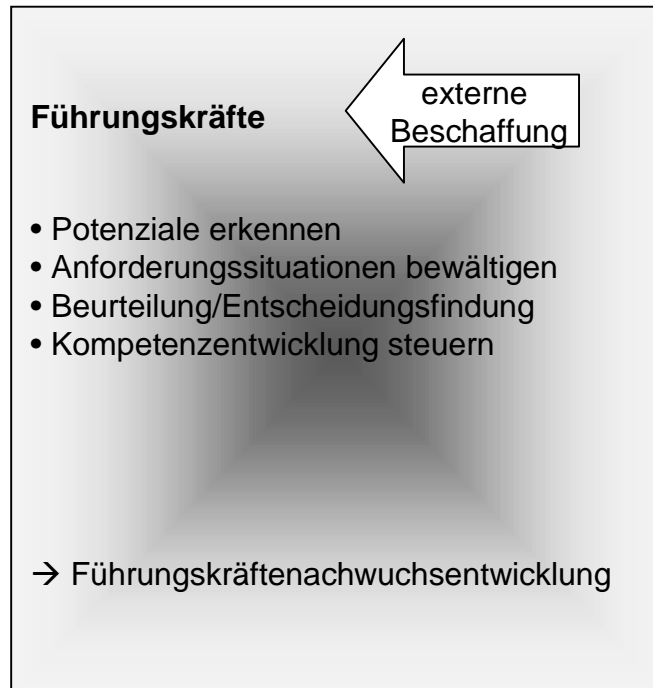 externe
Beschaffung
Führungskräfte
• Potenziale erkennen
• Anforderungssituationen bewältigen
• Beurteilung/Entscheidungsfindung
• Kompetenzentwicklung steuern
→ Führungskräftenachwuchsentwicklung